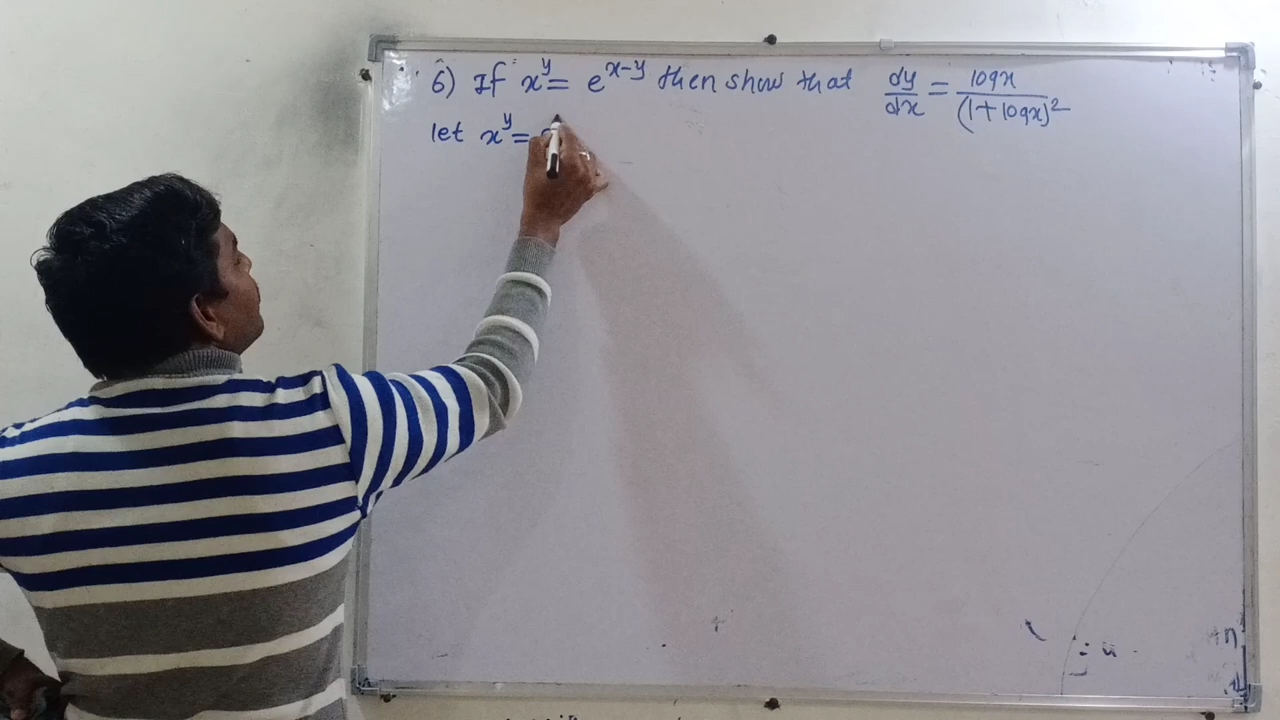 6) If x^y = e^x-y then show that dy/dx = logx/(1+logx)^2
let x^y =